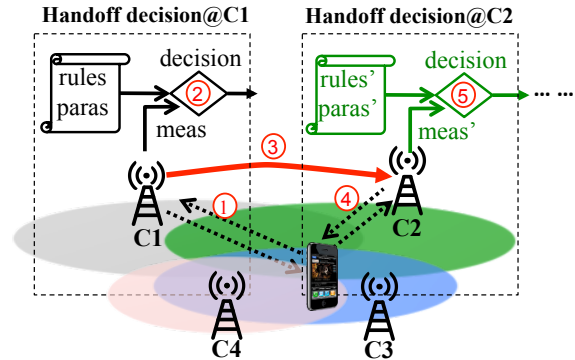 Handoff decision@C1
Handoff decision@C2
decision
rules
paras
②
meas
decision
rules’
paras’
⑤
meas’
... ...
③
①
④
C1
C2
C4
C3